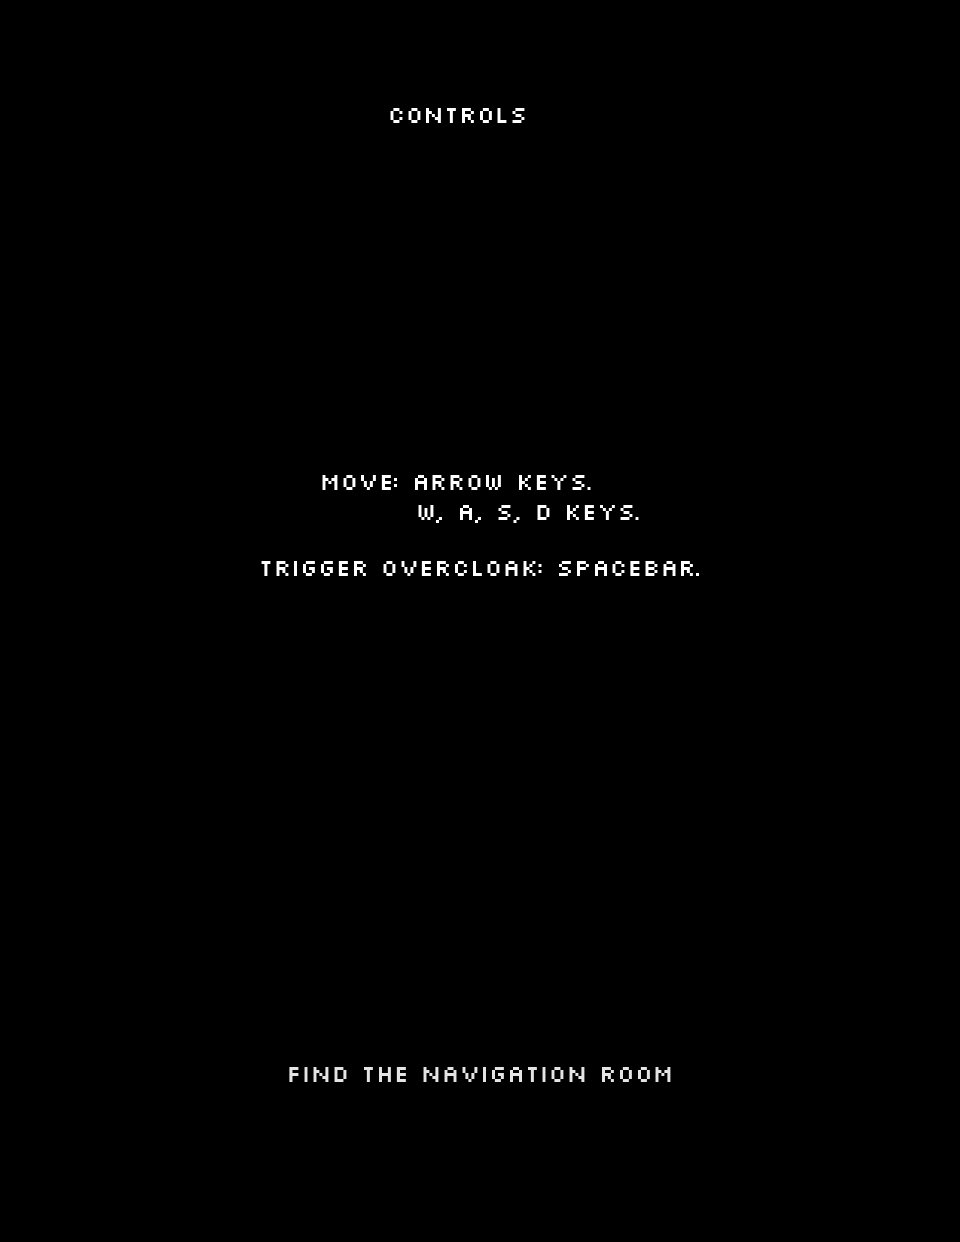 CONTROLS
MOVE: ARROW KEYS.
W, A, S, D KEYS.
TRIGGER OVERCLOAK: SPACEBAR.
FIND THE NAVIGATION ROOM